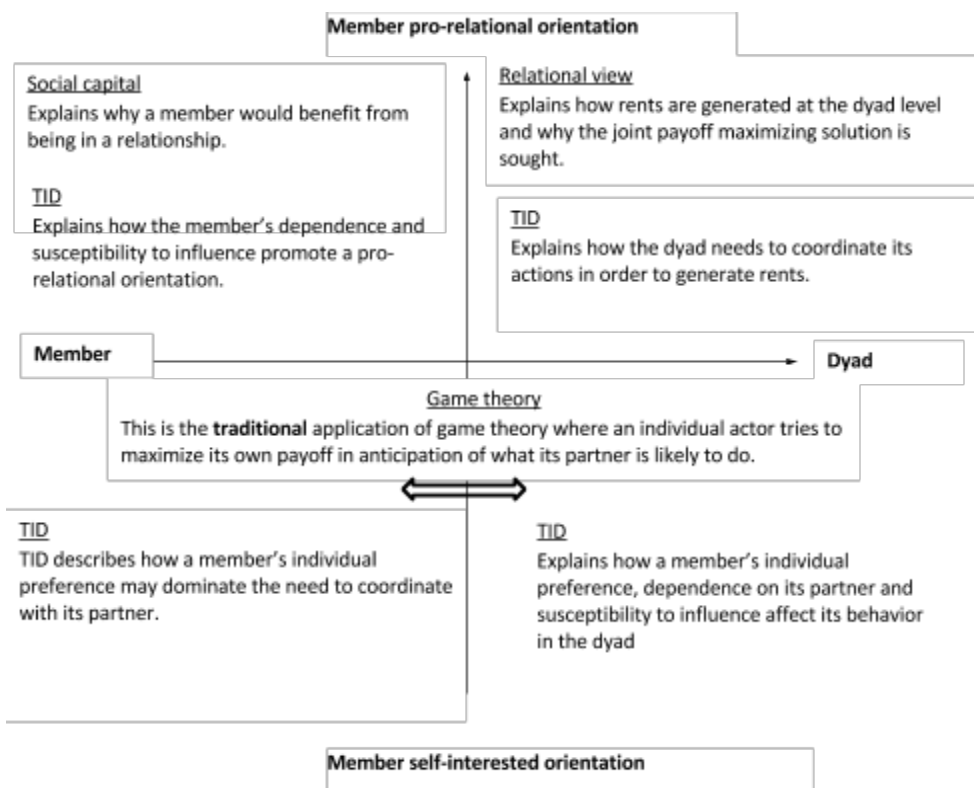 Member pro-relational orientation
Social capital
Explains why a member would benefit from
being in a relationship.
TID
Explains how the member's dependence and
susceptibility to influence promote a pro-
relational orientation.
Relational view
Explains how rents are generated at the dyad level
and why the joint payoff maximizing solution is
sought.
TID
Explains how the dyad needs to coordinate its
actions in order to generate rents.
Member
Dyad
Game theory
This is the traditional application of game theory where an individual actor tries to
maximize its own payoff in anticipation of what its partner is likely to do.
TID
TID describes how a member's individual
preference may dominate the need to coordinate
with its partner.
TID
Explains how a member's individual
preference, dependence on its partner and
susceptibility to influence affect its behavior
in the dyad
Member self-interested orientation